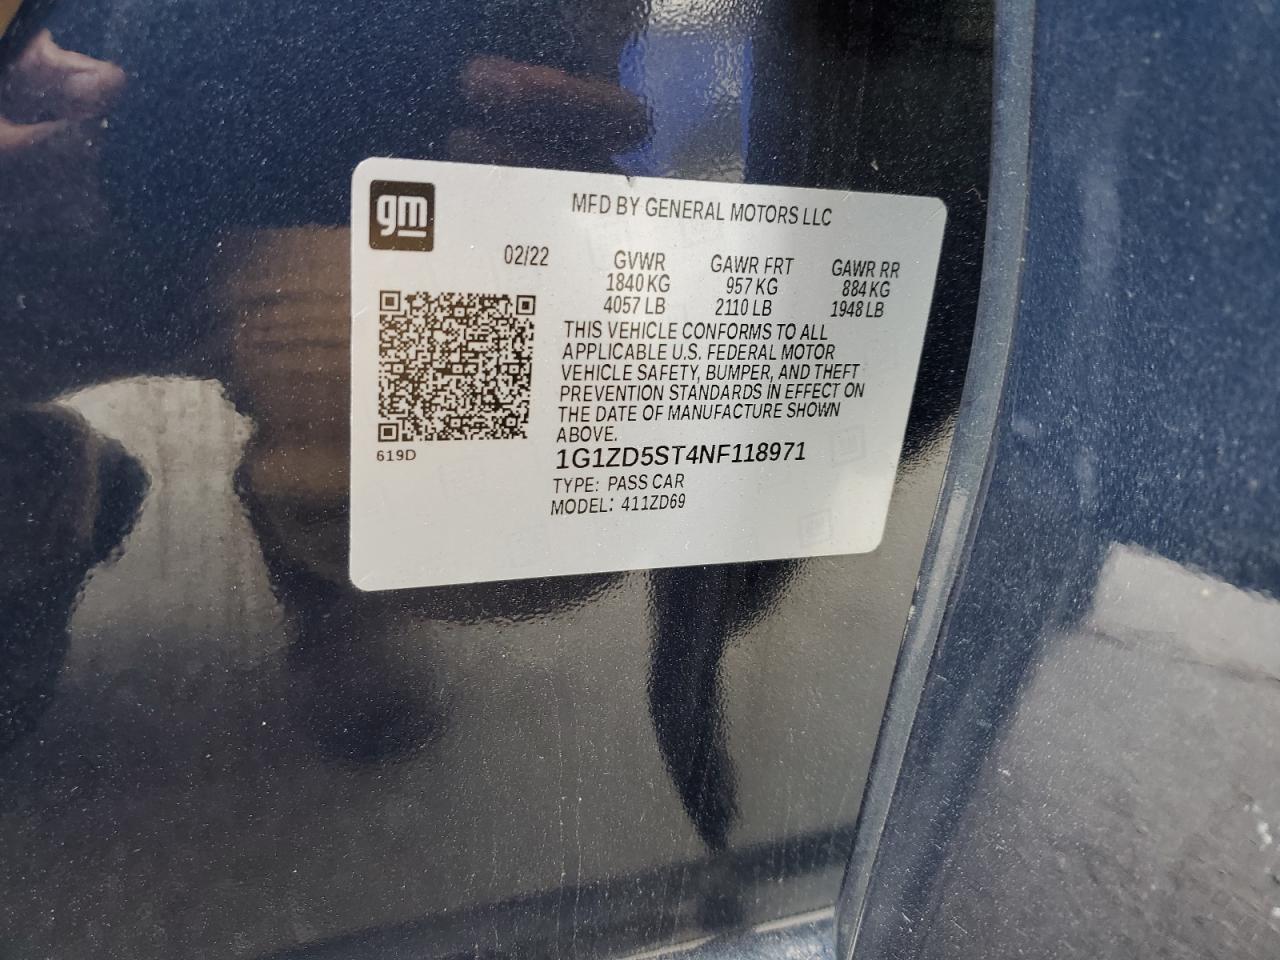 gm
MFD BY GENERAL MOTORS LLC
02/22 GVWR GAWR FRT GAWR RR
1840 KG 957 KG 884 KG
4057 LB 2110 LB 1948 LB
THIS VEHICLE CONFORMS TO ALL
APPLICABLE U.S. FEDERAL MOTOR
VEHICLE SAFETY, BUMPER, AND THEFT
PREVENTION STANDARDS IN EFFECT ON
THE DATE OF MANUFACTURE SHOWN
ABOVE.
619D
1G1ZD5ST4NF118971
TYPE: PASS CAR
MODEL: 411ZD69